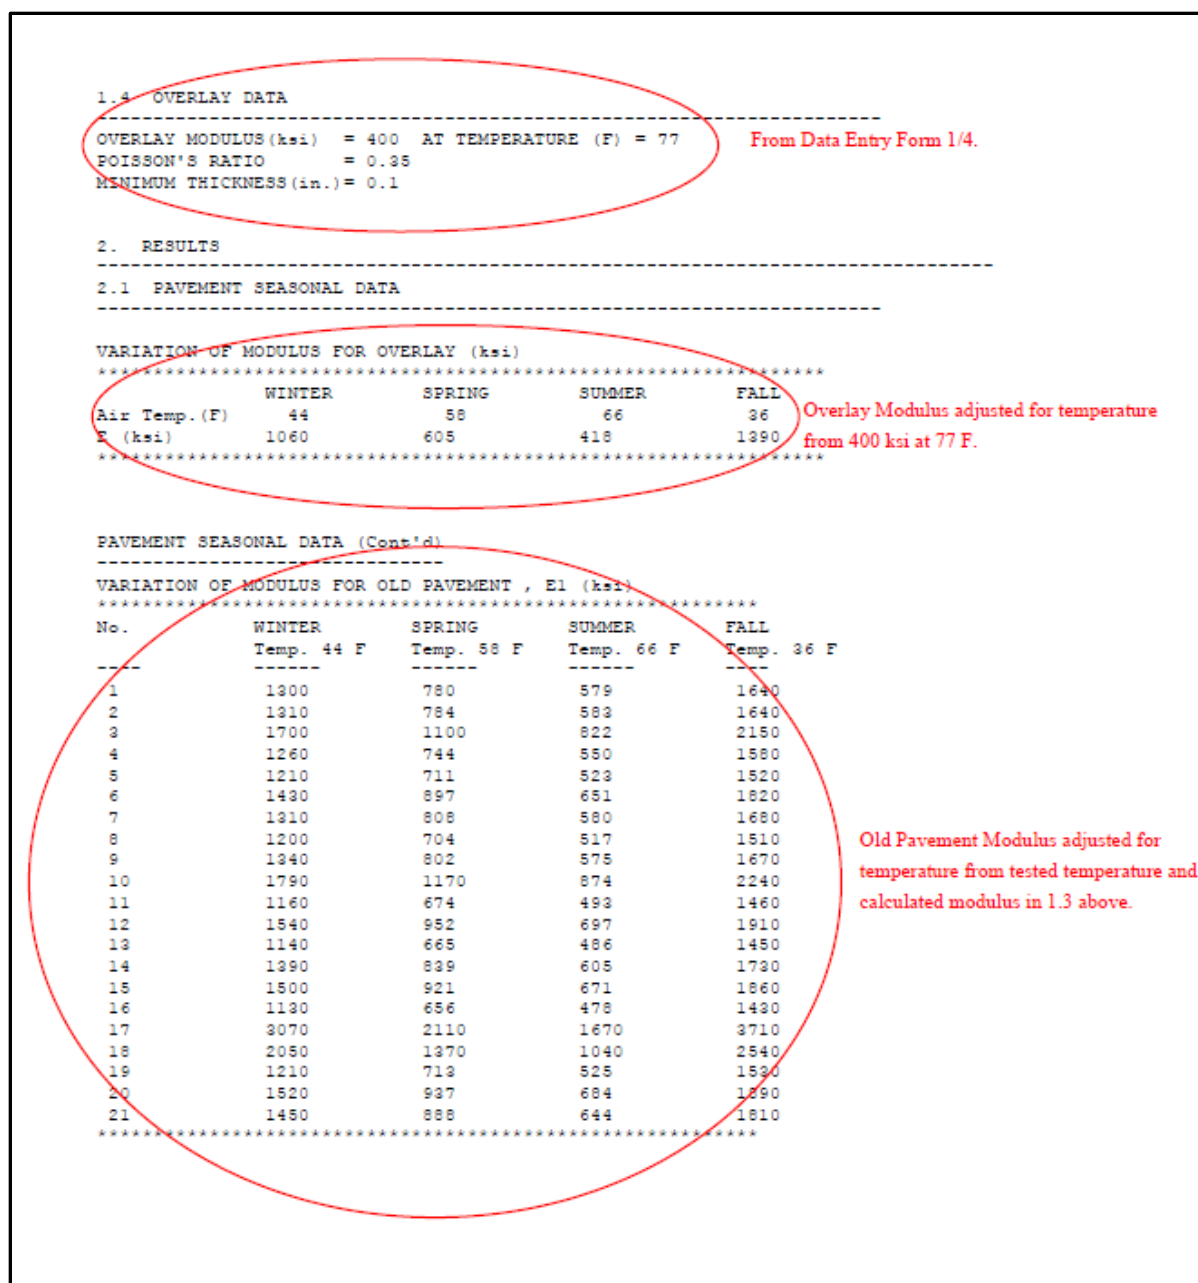 1.4 OVERLAY DATA
--------------------------------------------------------------------------------
OVERLAY MODULUS(ksi) = 400 AT TEMPERATURE (F) = 77
From Data Entry Form 1/4.
POISSON'S RATIO = 0.35
MINIMUM THICKNESS(in.)= 0.1
2. RESULTS
--------------------------------------------------------------------------------
2.1 PAVEMENT SEASONAL DATA
----------------------------------------------------------------------
VARIATION OF MODULUS FOR OVERLAY (ksi)
*****************************************************************
WINTER SPRING SUMMER FALL
Air Temp.(F) 44 58 66 36
E (ksi) 1060 605 418 1390
*****************************************************************
Overlay Modulus adjusted for temperature
from 400 ksi at 77 F.
PAVEMENT SEASONAL DATA (Cont'd)
-------------------------------
VARIATION OF MODULUS FOR OLD PAVEMENT , E1 (ksi)
***********************************************************
No. WINTER SPRING SUMMER FALL
Temp. 44 F Temp. 58 F Temp. 66 F Temp. 36 F
---- ------ ------ ------ ----
1 1300 780 579 1640
2 1310 784 583 1640
3 1700 1100 822 2150
4 1260 744 550 1580
5 1210 711 523 1520
6 1430 897 651 1820
7 1310 808 580 1680
8 1200 704 517 1510
9 1340 802 575 1670
10 1790 1170 874 2240
11 1160 674 493 1460
12 1540 952 697 1910
13 1140 665 486 1450
14 1390 839 605 1730
15 1500 921 671 1860
16 1130 656 478 1430
17 3070 2110 1670 3710
18 2050 1370 1040 2540
19 1210 713 525 1530
20 1520 937 684 1890
21 1450 888 644 1810
***********************************************************
Old Pavement Modulus adjusted for
temperature from tested temperature and
calculated modulus in 1.3 above.